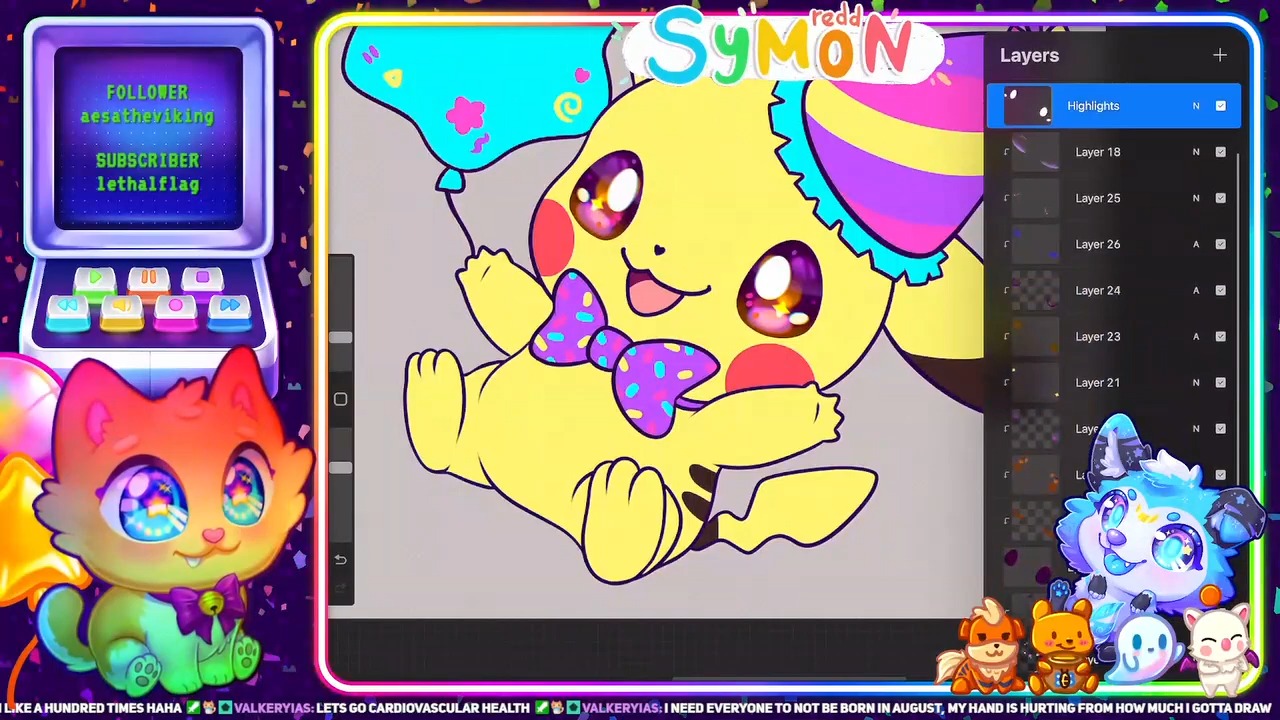 redd
SyMON
FOLLOWER
aesatheviking
SUBSCRIBER
lethalflag
Layers +
Highlights N
Layer 18 N
Layer 25 N
Layer 26 A
Layer 24 A
Layer 23 A
Layer 21 N
N
LIKE A HUNDRED TIMES HAHA VALKERYIAS: LETS GO CARDIOVASCULAR HEALTH VALKERYIAS: I NEED EVERYONE TO NOT BE BORN IN AUGUST, MY HAND IS HURTING FROM HOW MUCH I GOTTA DRAW